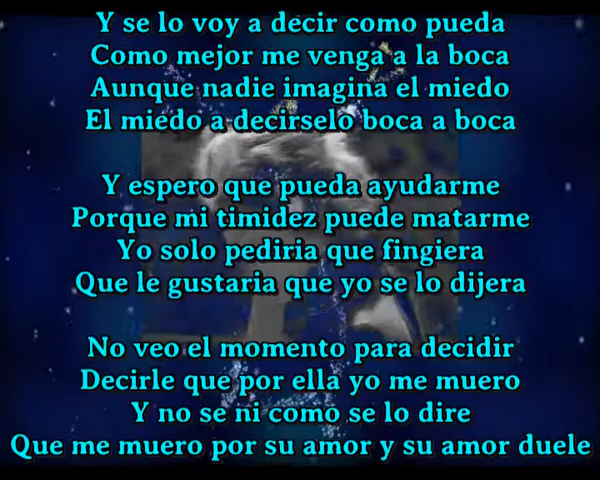 Y se lo voy a decir como pueda
Como mejor me venga a la boca
Aunque nadie imagina el miedo
El miedo a decirselo boca a boca
Y espero que pueda ayudarme
Porque mi timidez puede matarme
Yo solo pediria que fingiera
Que le gustaria que yo se lo dijera
No veo el momento para decidir
Decirle que por ella yo me muero
Y no se ni como se lo dire
Que me muero por su amor y su amor duele